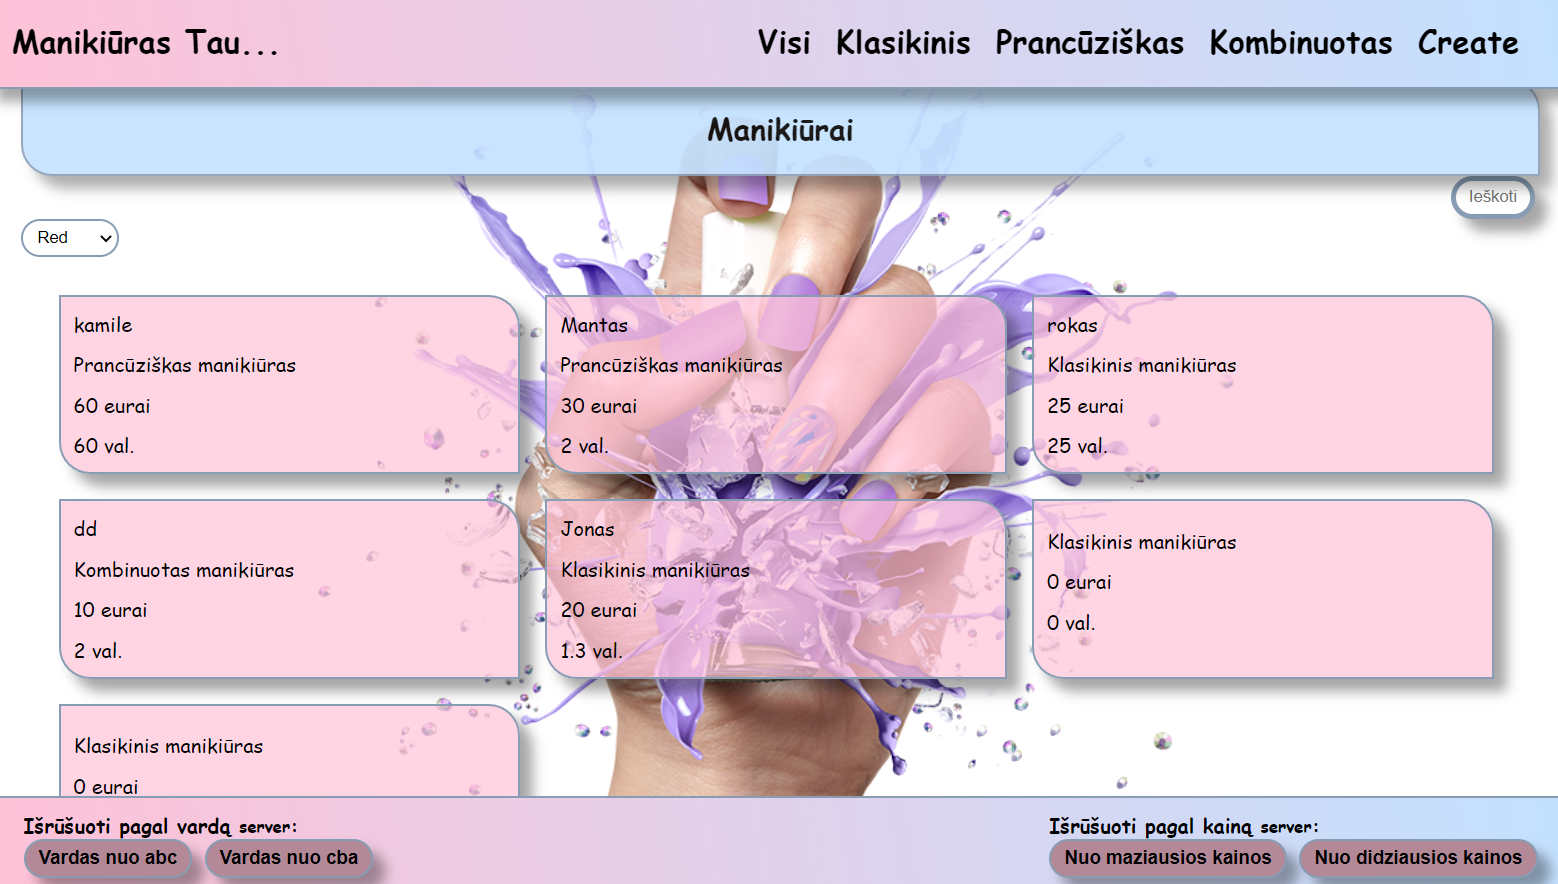 Manikiūras Tau...
Visi Klasikinis Prancūziškas Kombinuotas Create
Manikiūrai
Ieškoti
Red
kamile
Prancūziškas manikiūras
60 eurai
60 val.
Mantas
Prancūziškas manikiūras
30 eurai
2 val.
rokas
Klasikinis manikiūras
25 eurai
25 val.
dd
Kombinuotas manikiūras
10 eurai
2 val.
Jonas
Klasikinis manikiūras
20 eurai
1.3 val.
Klasikinis manikiūras
0 eurai
0 val.
Klasikinis manikiūras
0 eurai
Išrūšuoti pagal vardą server:
Vardas nuo abc
Vardas nuo cba
Išrūšuoti pagal kainą server:
Nuo maziausios kainos
Nuo didziausios kainos